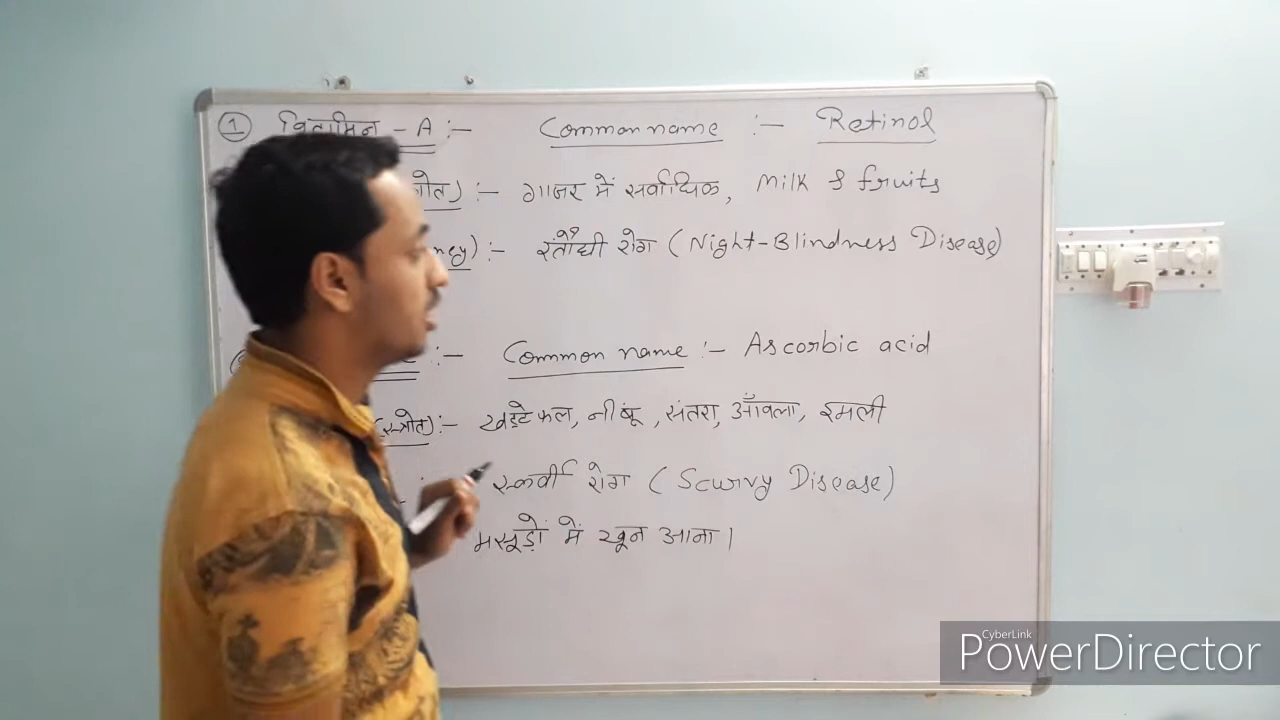 ① विटामिन - A :- Common name :- Retinol
त्रोत) :- गाजर में सर्वाधिक, Milk & fruits
ncy) :- रतौंधी रोग (Night-Blindness Disease)
:- Common name :- Ascorbic acid
(स्त्रोत) :- खट्टे फल, नींबू, संतरा, आँवला, इमली
स्कर्वी रोग (Scurvy Disease)
मसूड़ों में खून आना।
CyberLink
PowerDirector